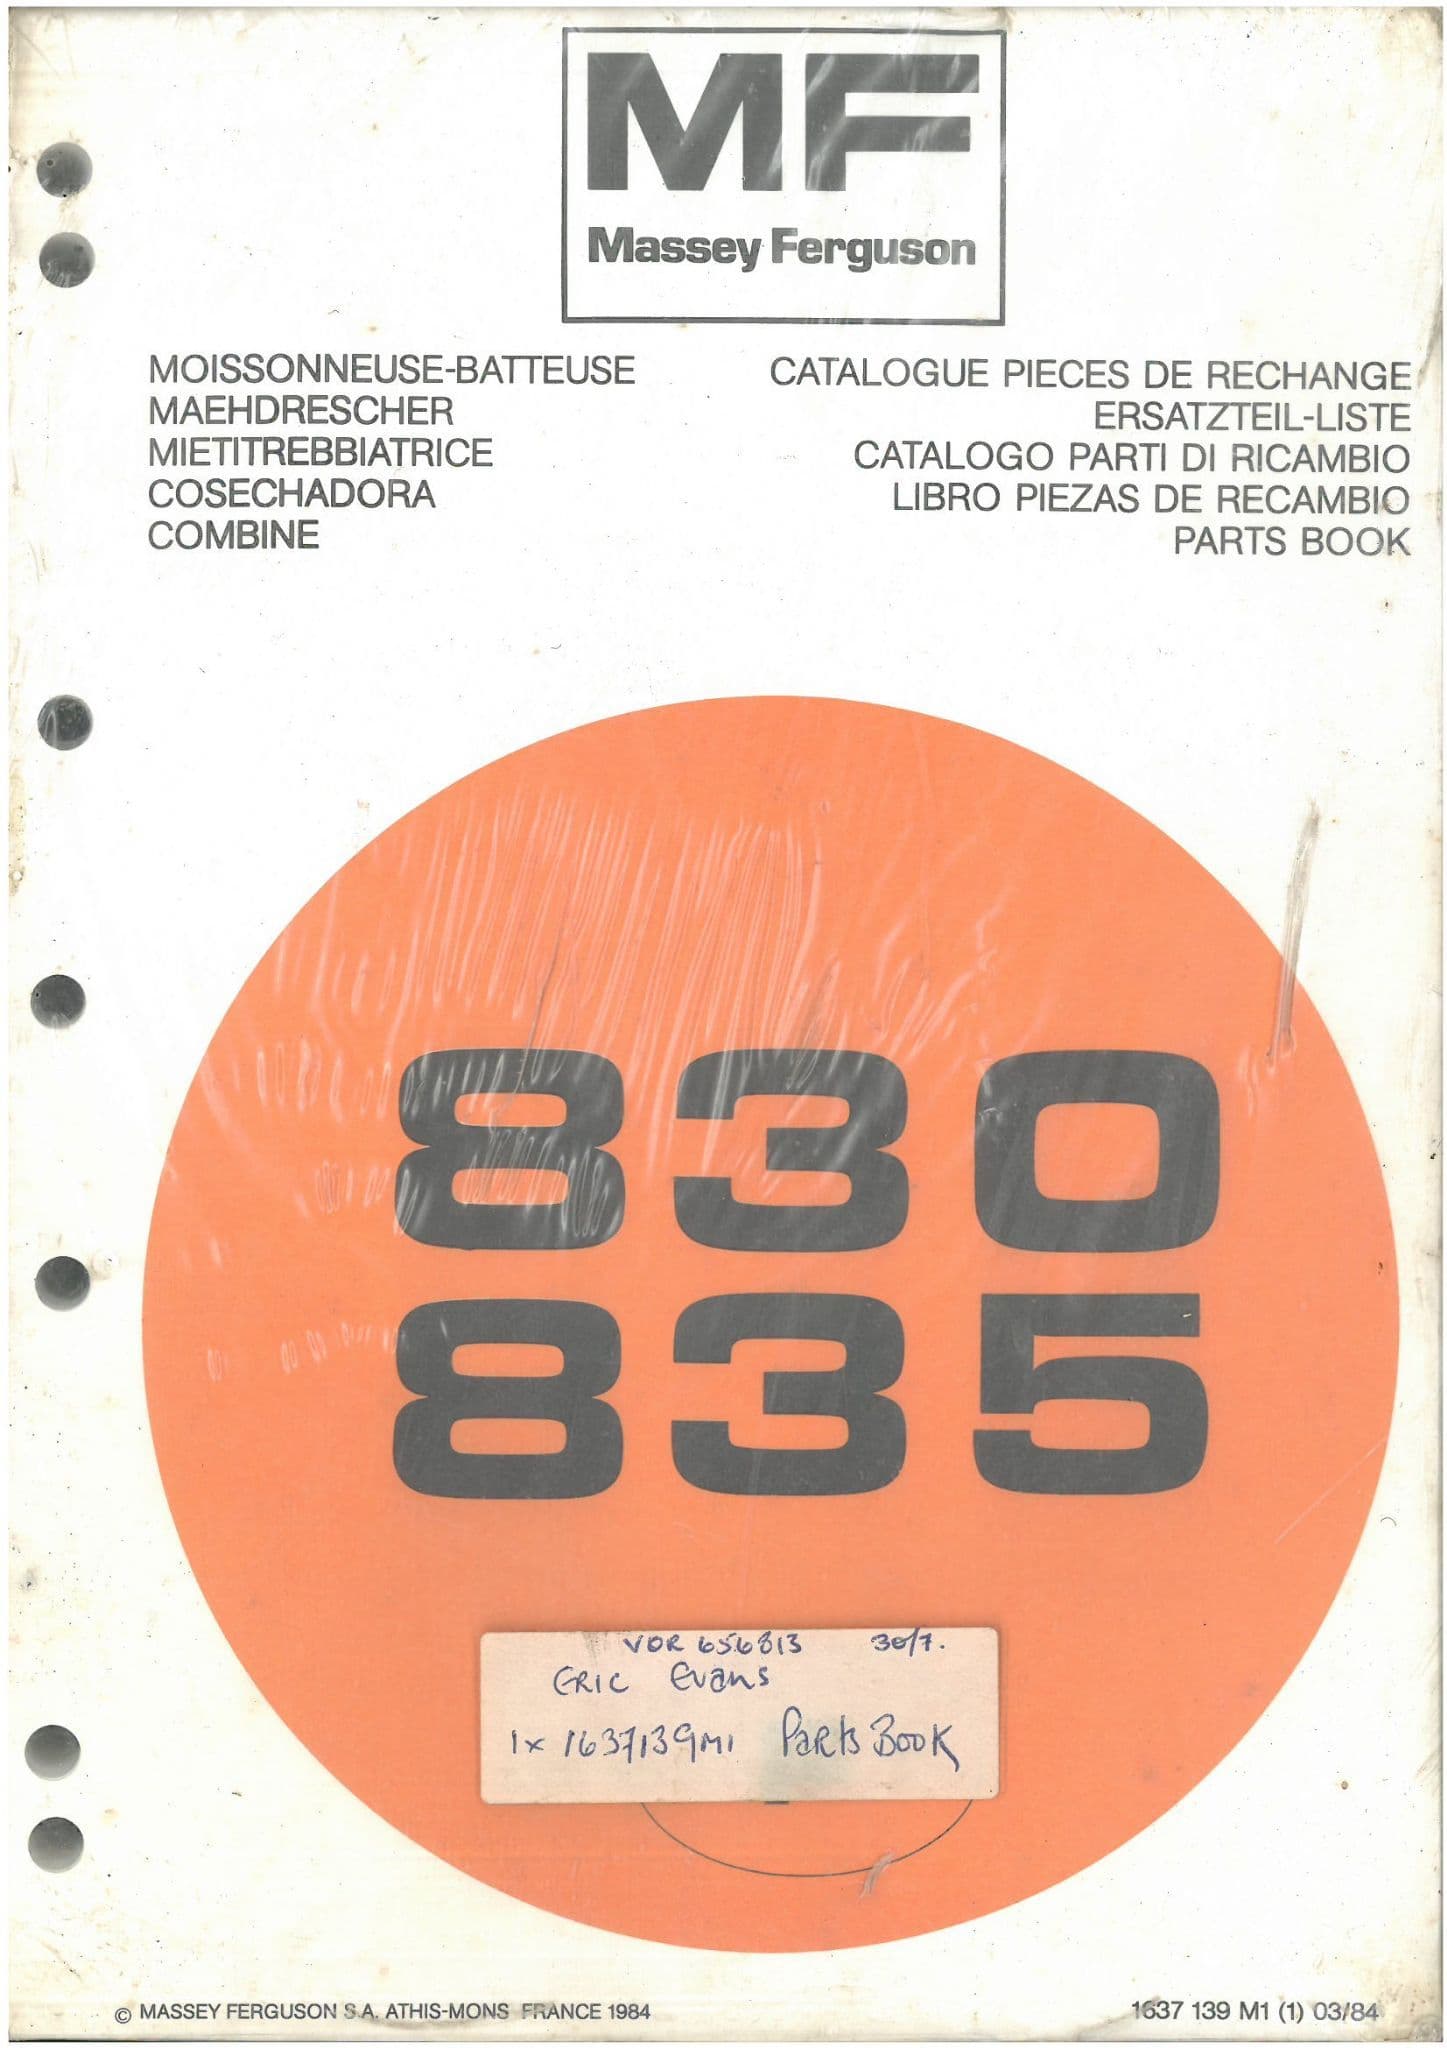 MF
Massey Ferguson
MOISSONNEUSE-BATTEUSE
MAEHDRESCHER
MIETITREBBIATRICE
COSECHADORA
COMBINE
CATALOGUE PIECES DE RECHANGE
ERSATZTEIL-LISTE
CATALOGO PARTI DI RICAMBIO
LIBRO PIEZAS DE RECAMBIO
PARTS BOOK
830
835
VOR 656813 30/7.
ERIC Evans
1x 1637139M1 Parts Book
© MASSEY FERGUSON S.A. ATHIS-MONS FRANCE 1984
1637 139 M1 (1) 03/84